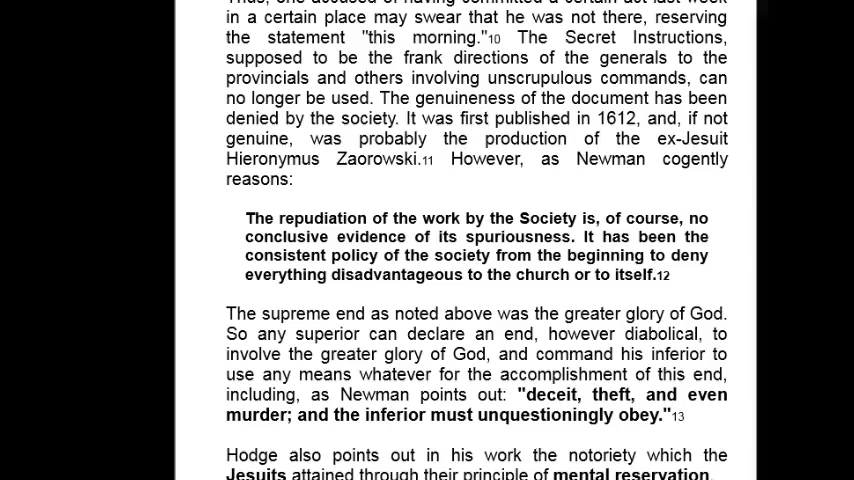 Thus, one accused of having committed a certain act last week
in a certain place may swear that he was not there, reserving
the statement "this morning."10 The Secret Instructions,
supposed to be the frank directions of the generals to the
provincials and others involving unscrupulous commands, can
no longer be used. The genuineness of the document has been
denied by the society. It was first published in 1612, and, if not
genuine, was probably the production of the ex-Jesuit
Hieronymus Zaorowski.11 However, as Newman cogently
reasons:
The repudiation of the work by the Society is, of course, no
conclusive evidence of its spuriousness. It has been the
consistent policy of the society from the beginning to deny
everything disadvantageous to the church or to itself.12
The supreme end as noted above was the greater glory of God.
So any superior can declare an end, however diabolical, to
involve the greater glory of God, and command his inferior to
use any means whatever for the accomplishment of this end,
including, as Newman points out: "deceit, theft, and even
murder; and the inferior must unquestioningly obey."13
Hodge also points out in his work the notoriety which the
Jesuits attained through their principle of mental reservation.